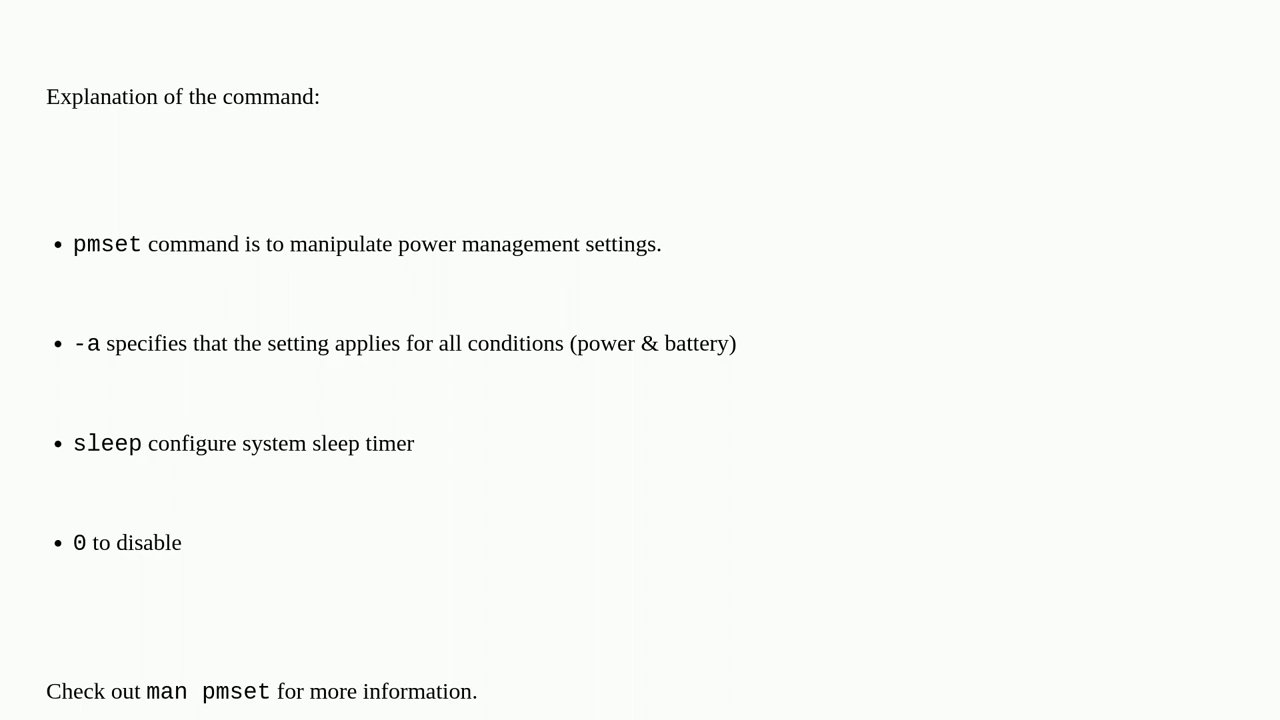 Explanation of the command:
• pmset command is to manipulate power management settings.
• -a specifies that the setting applies for all conditions (power & battery)
• sleep configure system sleep timer
• 0 to disable
Check out man pmset for more information.